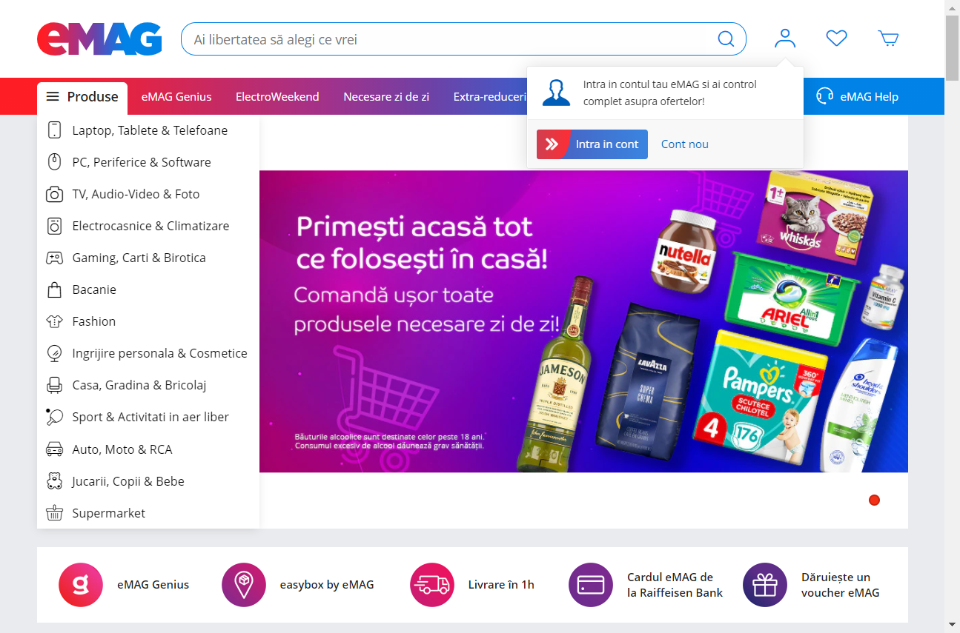 eMAG
Ai libertatea să alegi ce vrei
Produse
eMAG Genius
ElectroWeekend
Necesare zi de zi
Extra-reduceri
eMAG Help
Intra in contul tau eMAG si ai control
complet asupra ofertelor!
Intra in cont
Cont nou
Laptop, Tablete & Telefoane
PC, Periferice & Software
TV, Audio-Video & Foto
Electrocasnice & Climatizare
Gaming, Carti & Birotica
Bacanie
Fashion
Ingrijire personala & Cosmetice
Casa, Gradina & Bricolaj
Sport & Activitati in aer liber
Auto, Moto & RCA
Jucarii, Copii & Bebe
Supermarket
Primești acasă tot
ce folosești în casă!
Comandă ușor toate
produsele necesare zi de zi!
Băuturile alcoolice sunt destinate celor peste 18 ani.
Consumul excesiv de alcool dăunează grav sănătății.
1+
whiskas
nutella
ARIEL
Vitamin C
JAMESON
LAVAZZA
SUPER
CREMA
Pampers
SCUTECE
CHILOȚEL
360°
4
176
head &
shoulders
eMAG Genius
easybox by eMAG
Livrare în 1h
Cardul eMAG de
la Raiffeisen Bank
Dăruiește un
voucher eMAG